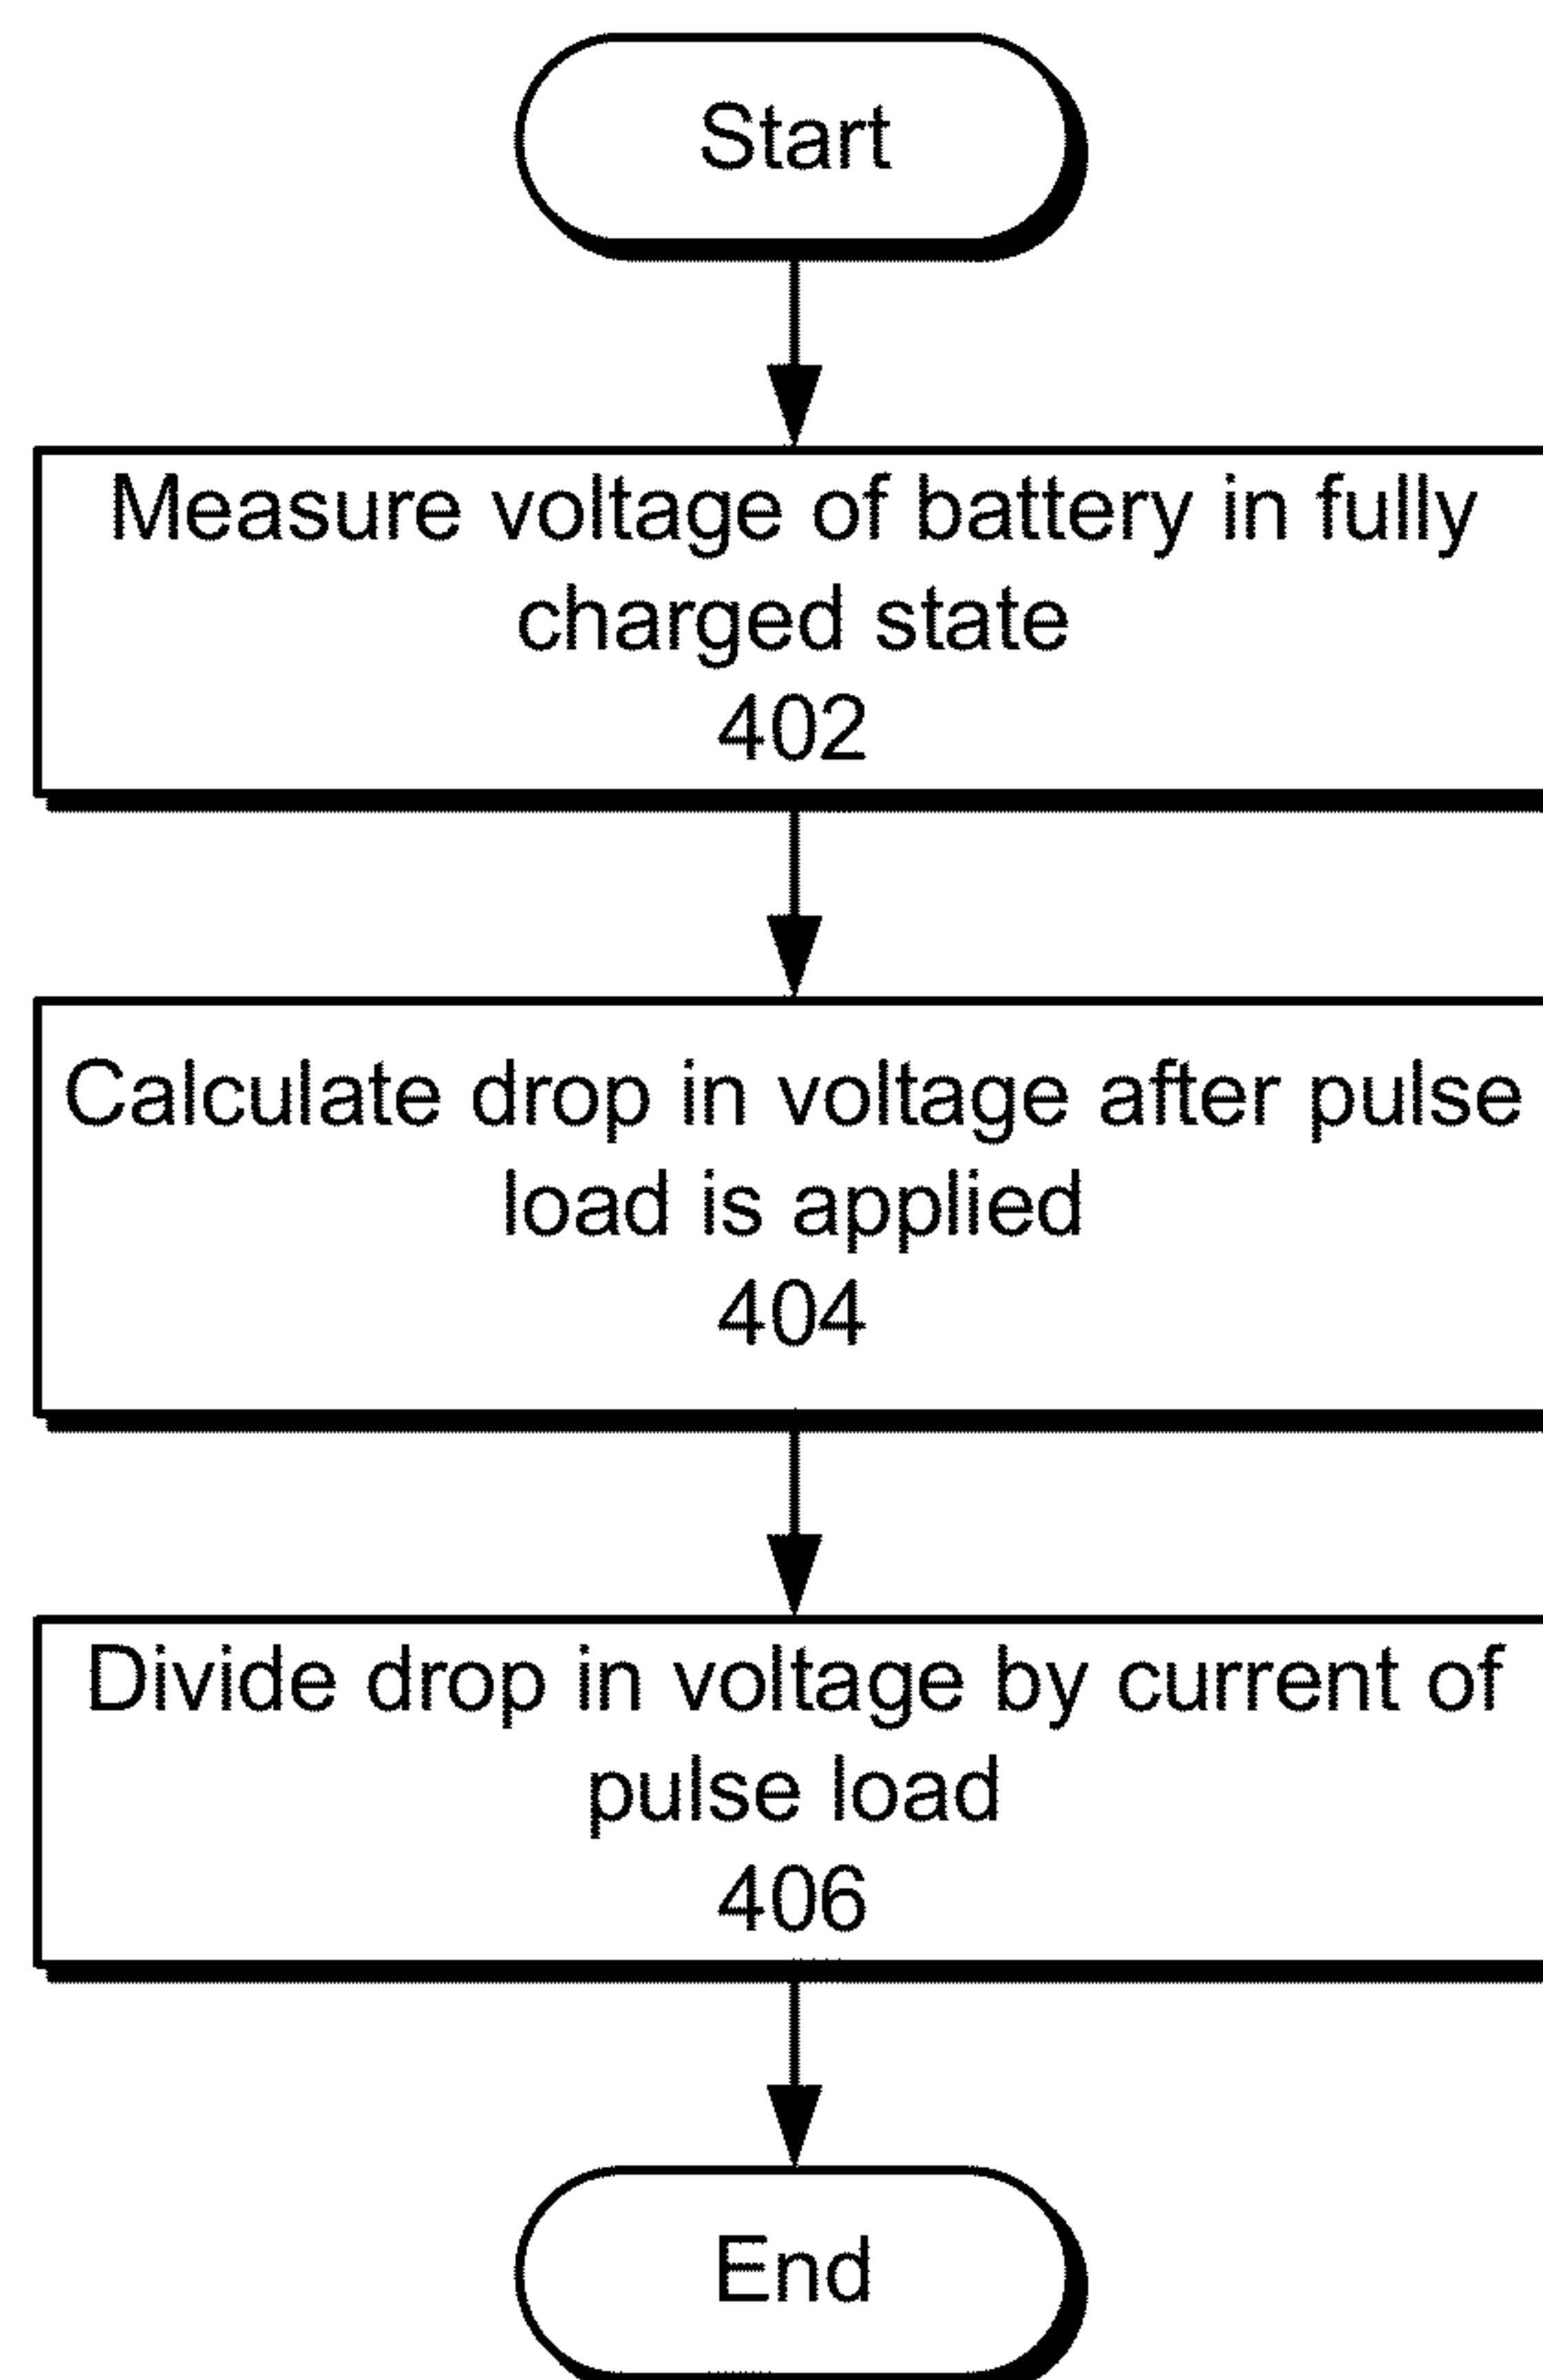 Start
Measure voltage of battery in fully
charged state
402
Calculate drop in voltage after pulse
load is applied
404
Divide drop in voltage by current of
pulse load
406
End